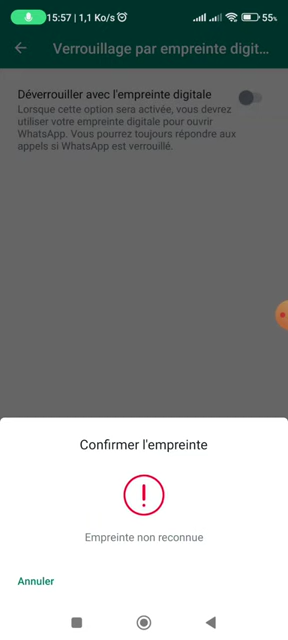 15:57 | 1,1 Ko/s
55%
Verrouillage par empreinte digit...
Déverrouiller avec l'empreinte digitale
Lorsque cette option sera activée, vous devrez
utiliser votre empreinte digitale pour ouvrir
WhatsApp. Vous pourrez toujours répondre aux
appels si WhatsApp est verrouillé.
Confirmer l'empreinte
Empreinte non reconnue
Annuler